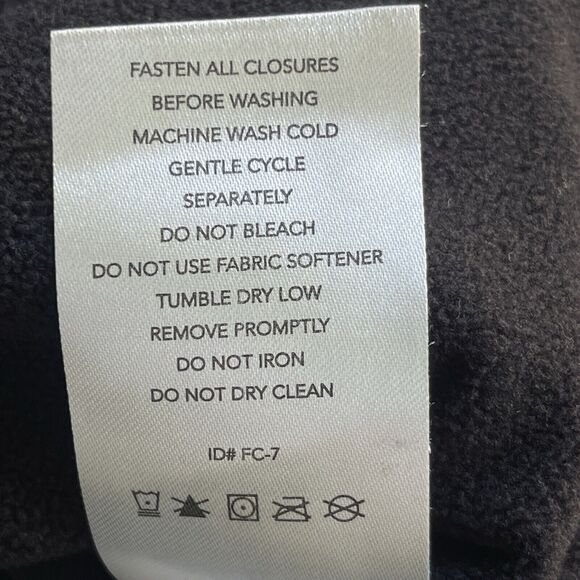 FASTEN ALL CLOSURES
BEFORE WASHING
MACHINE WASH COLD
GENTLE CYCLE
SEPARATELY
DO NOT BLEACH
DO NOT USE FABRIC SOFTENER
TUMBLE DRY LOW
REMOVE PROMPTLY
DO NOT IRON
DO NOT DRY CLEAN
ID# FC-7